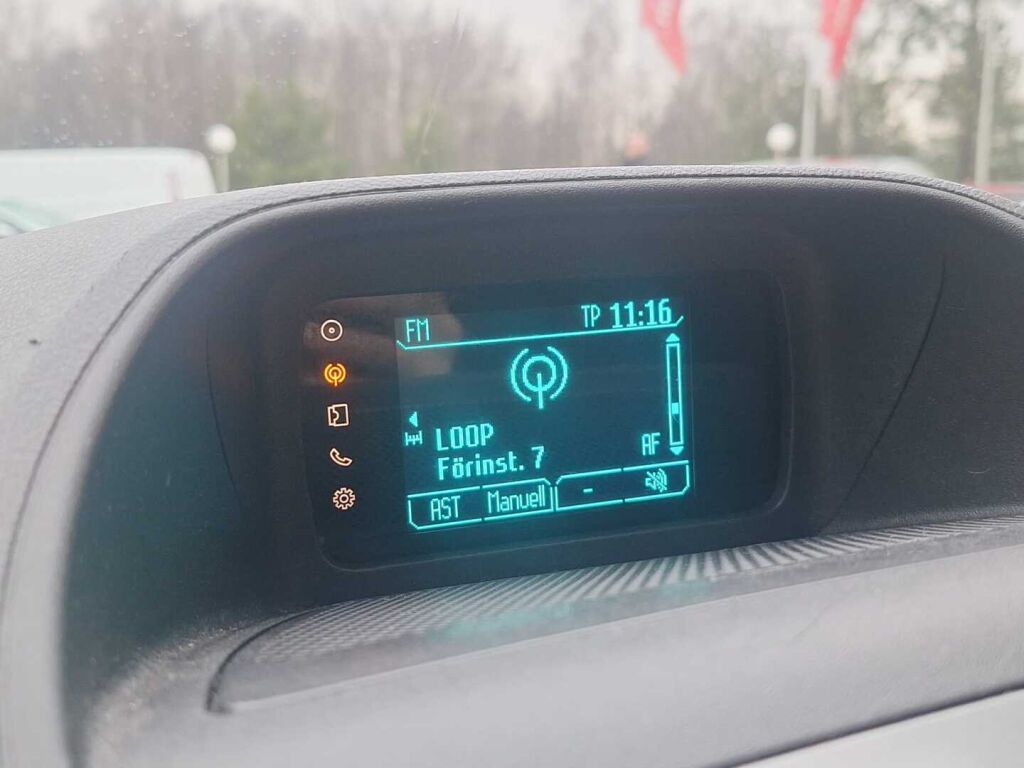 FM TP 11:16
LOOP
Förinst. 7 AF
AST Manuell -